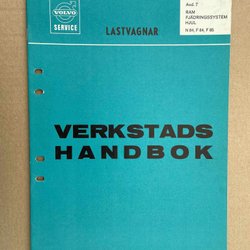 VOLVO
SERVICE
LASTVAGNAR
Avd. 7
RAM
FJÄDRINGSSYSTEM
HJUL
N 84, F 84, F 85
VERKSTADS
HANDBOK